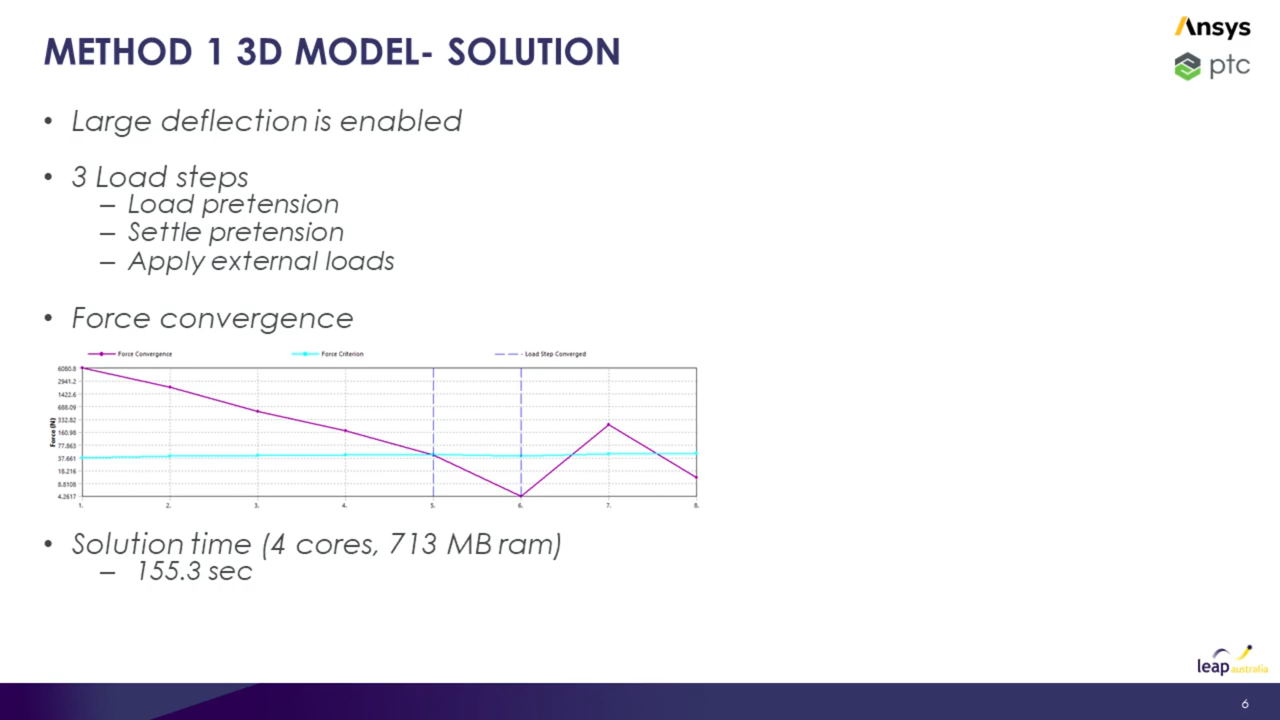 METHOD 1 3D MODEL- SOLUTION
Ansys
ptc
• Large deflection is enabled
• 3 Load steps
– Load pretension
– Settle pretension
– Apply external loads
• Force convergence
Force Convergence Force Criterion Load Step Converged
Force (N)
6060.8
2941.2
1422.6
688.09
332.82
160.98
77.863
37.661
18.216
8.8108
4.2617
1. 2. 3. 4. 5. 6. 7. 8.
• Solution time (4 cores, 713 MB ram)
– 155.3 sec
leap australia
6